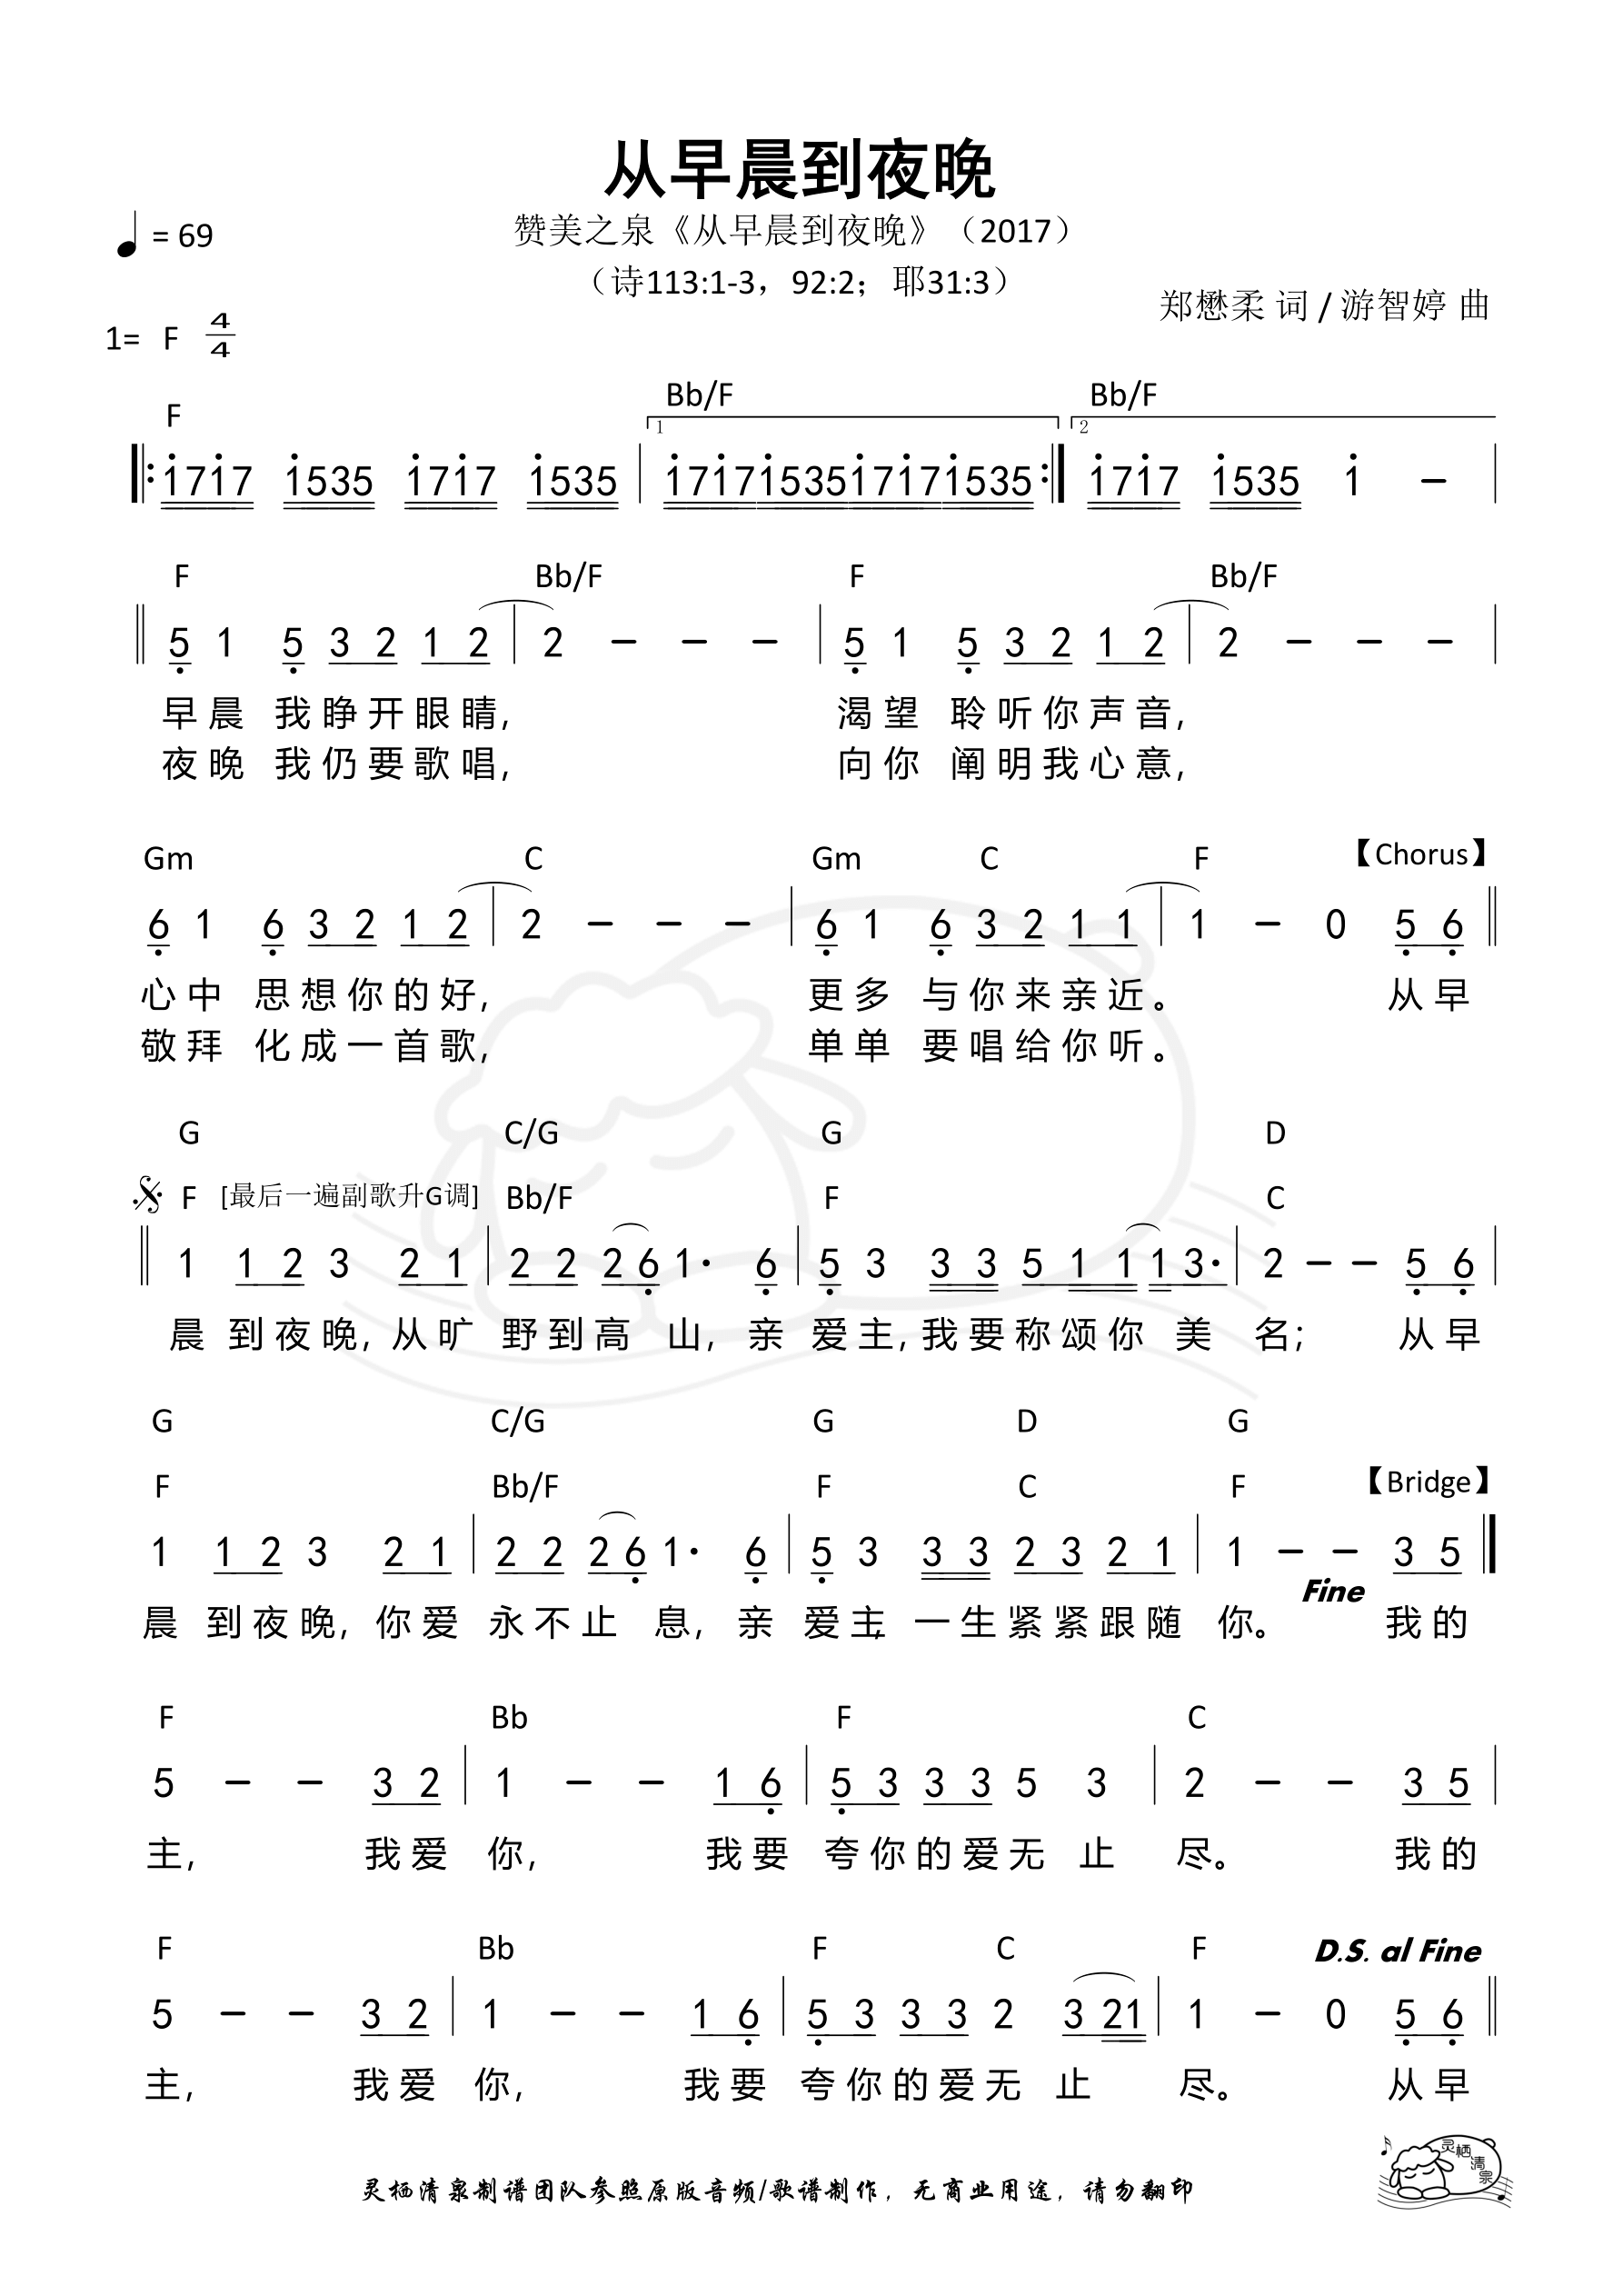 从早晨到夜晚
赞美之泉《从早晨到夜晚》（2017）
♩ = 69
（诗113:1-3，92:2；耶31:3）
郑懋柔 词 / 游智婷 曲
1= F 4/4
F Bb/F Bb/F
1 2
1717 1535 1717 1535 | 1717153517171535 :| 1717 1535 1 – |
F Bb/F F Bb/F
5 1 5 3 2 1 2 | 2 – – – | 5 1 5 3 2 1 2 | 2 – – – |
早晨 我睁开眼睛, 渴望 聆听你声音,
夜晚 我仍要歌唱, 向你 阐明我心意,
Gm C Gm C F 【Chorus】
6 1 6 3 2 1 2 | 2 – – – | 6 1 6 3 2 1 1 | 1 – 0 5 6 ‖
心中 思想你的好, 更多 与你来亲近。 从早
敬拜 化成一首歌, 单单 要唱给你听。
G C/G G D
F [最后一遍副歌升G调] Bb/F F C
1 1 2 3 2 1 | 2 2 2 6 1· 6 | 5 3 3 3 5 1 1 1 3· | 2 – – 5 6 |
晨 到夜晚, 从旷 野到高 山, 亲 爱主, 我要称颂你 美 名; 从早
G C/G G D G
F Bb/F F C F 【Bridge】
1 1 2 3 2 1 | 2 2 2 6 1· 6 | 5 3 3 3 2 3 2 1 | 1 – – 3 5 ‖
Fine
晨 到夜晚, 你爱 永不止 息, 亲 爱主, 一生紧紧跟随 你。 我的
F Bb F C
5 – – 3 2 | 1 – – 1 6 | 5 3 3 3 5 3 | 2 – – 3 5 |
主, 我爱 你, 我要 夸你的爱无 止 尽。 我的
F Bb F C F D.S. al Fine
5 – – 3 2 | 1 – – 1 6 | 5 3 3 3 2 3 21 | 1 – 0 5 6 ‖
主, 我爱 你, 我要 夸你的爱无 止 尽。 从早
灵栖清泉
灵栖清泉制谱团队参照原版音频/歌谱制作，无商业用途，请勿翻印